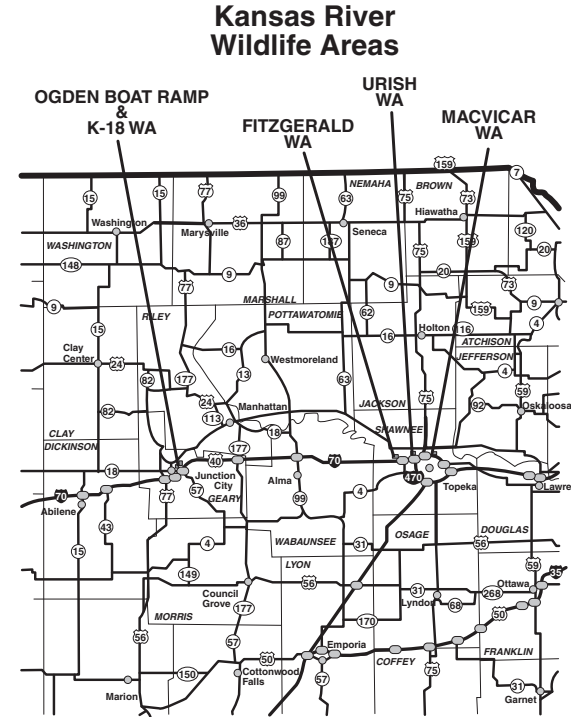 Kansas River
Wildlife Areas
URISH
WA
OGDEN BOAT RAMP
&
K-18 WA
FITZGERALD
WA
MACVICAR
WA
159
7
NEMAHA
BROWN
15
15
77
99
63
75
73
Hiawatha
Washington
Marysville
36
Seneca
120
WASHINGTON
87
187
75
159
20
148
9
20
77
9
73
MARSHALL
9
RILEY
POTTAWATOMIE
62
159
9
4
15
16
Holton
116
ATCHISON
Clay
Center
24
16
Westmoreland
JEFFERSON
82
177
13
63
4
59
75
24
Manhattan
JACKSON
92
Oskaloosa
82
113
18
SHAWNEE
CLAY
DICKINSON
177
40
70
18
Junction
City
Alma
470
Topeka
Lawre
70
77
57
GEARY
99
4
Abilene
43
DOUGLAS
15
4
WABAUNSEE
31
OSAGE
56
LYON
149
59
35
Council
Grove
56
31
Ottawa
268
177
Lyndon
68
50
MORRIS
170
56
57
Emporia
50
COFFEY
FRANKLIN
150
Cottonwood
Falls
57
75
31
Marion
Garnet